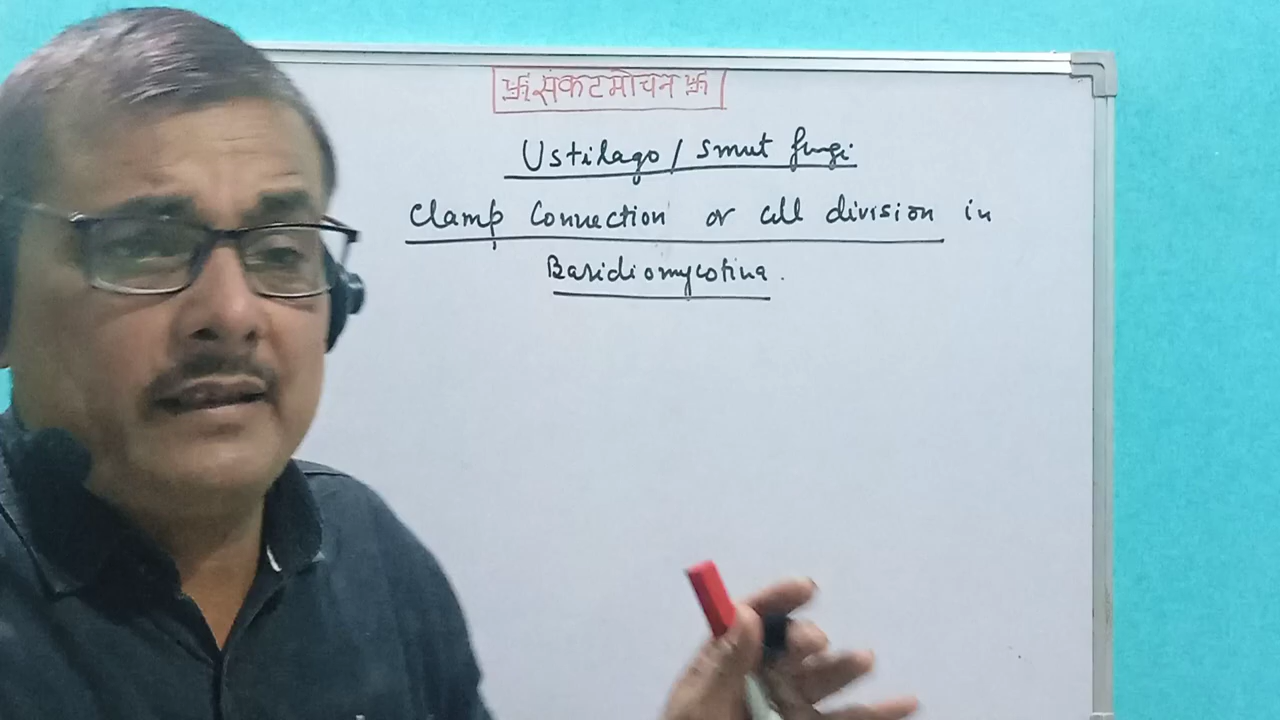 卐 संकटमोचन 卐
Ustilago / Smut fungi
Clamp Connection or cell division in
Basidiomycotina.